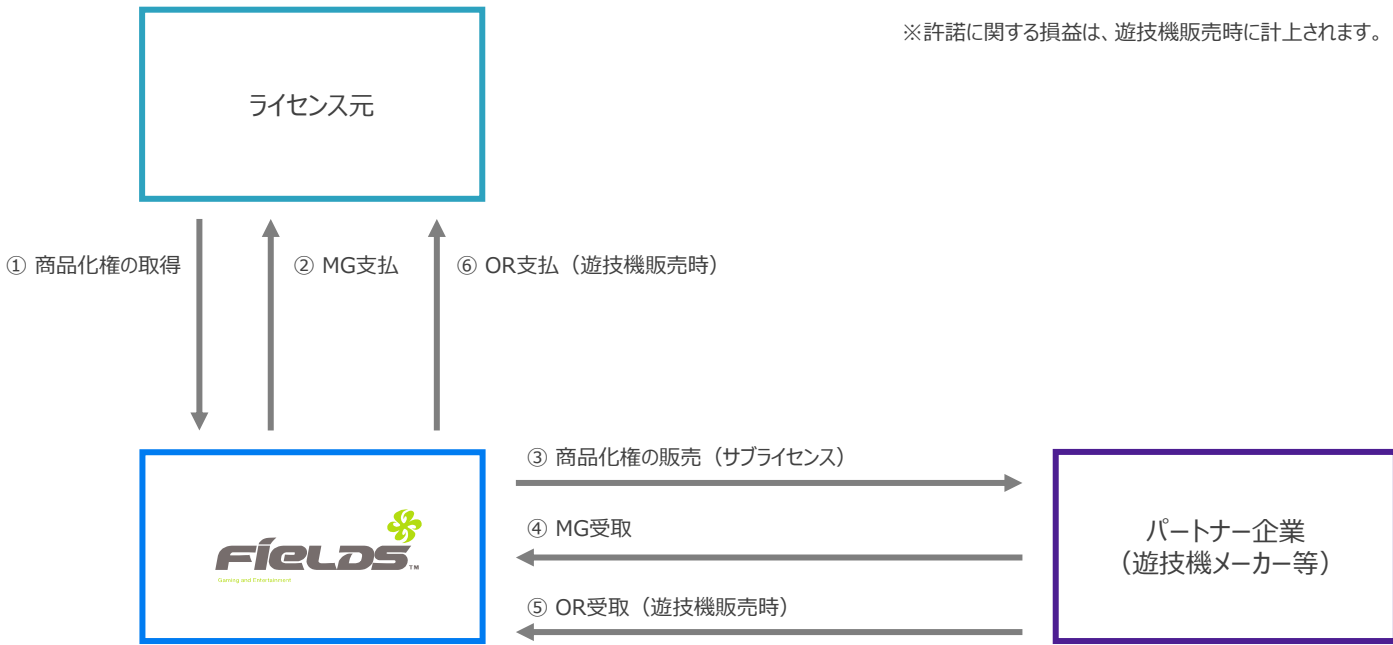 ※許諾に関する損益は、遊技機販売時に計上されます。
ライセンス元
① 商品化権の取得
② MG支払
⑥ OR支払（遊技機販売時）
③ 商品化権の販売（サブライセンス）
④ MG受取
⑤ OR受取（遊技機販売時）
FIELDS™
Gaming and Entertainment
パートナー企業
（遊技機メーカー等）